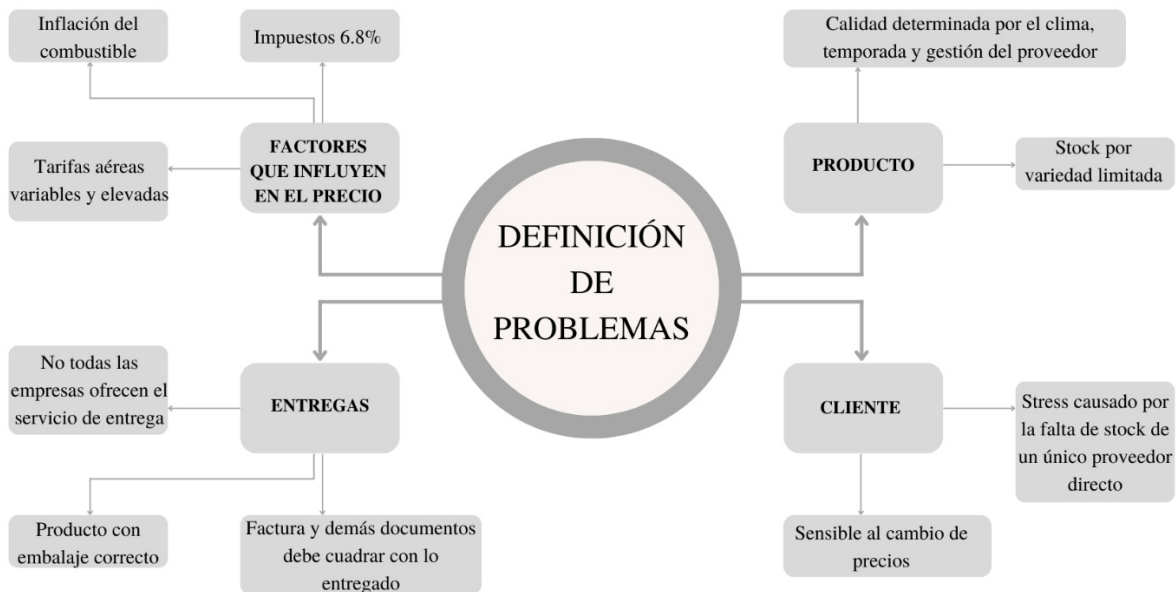 Inflación del
combustible
Impuestos 6.8%
FACTORES
QUE INFLUYEN
EN EL PRECIO
Tarifas aéreas
variables y elevadas
Calidad determinada por el clima,
temporada y gestión del proveedor
PRODUCTO
Stock por
variedad limitada
DEFINICIÓN
DE
PROBLEMAS
No todas las
empresas ofrecen el
servicio de entrega
ENTREGAS
Producto con
embalaje correcto
Factura y demás documentos
debe cuadrar con lo
entregado
CLIENTE
Stress causado por
la falta de stock de
un único proveedor
directo
Sensible al cambio de
precios